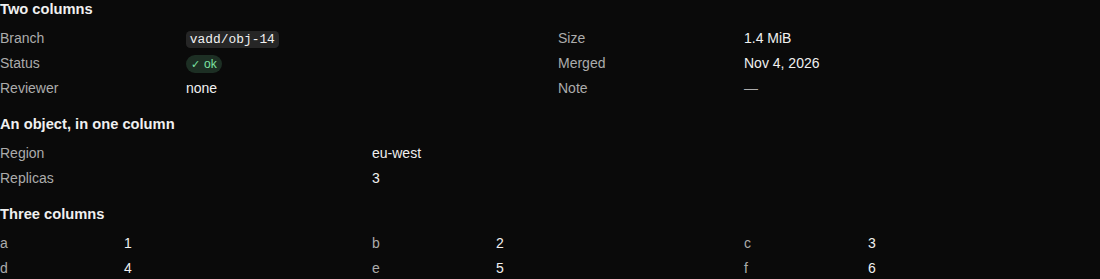 Two columns
Branch vadd/obj-14 Size 1.4 MiB
Status ✓ ok Merged Nov 4, 2026
Reviewer none Note —
An object, in one column
Region eu-west
Replicas 3
Three columns
a 1 b 2 c 3
d 4 e 5 f 6